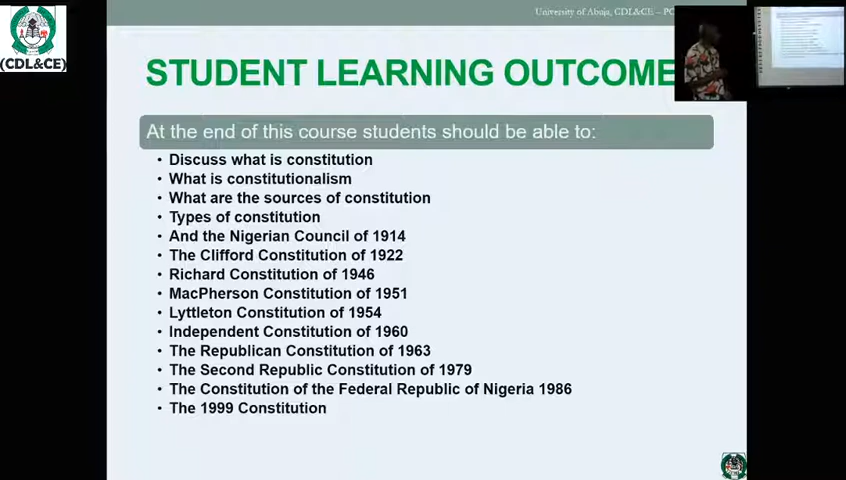 (CDL&CE)
University of Abuja, CDL&CE – PC
STUDENT LEARNING OUTCOME
At the end of this course students should be able to:
• Discuss what is constitution
• What is constitutionalism
• What are the sources of constitution
• Types of constitution
• And the Nigerian Council of 1914
• The Clifford Constitution of 1922
• Richard Constitution of 1946
• MacPherson Constitution of 1951
• Lyttleton Constitution of 1954
• Independent Constitution of 1960
• The Republican Constitution of 1963
• The Second Republic Constitution of 1979
• The Constitution of the Federal Republic of Nigeria 1986
• The 1999 Constitution